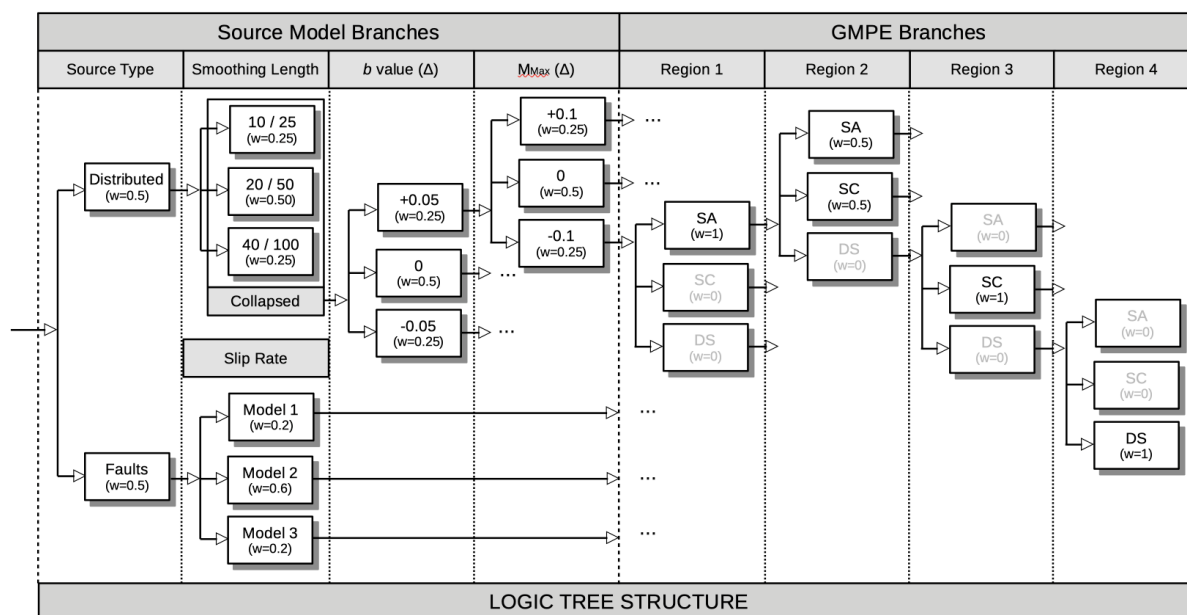 Source Model Branches
GMPE Branches
Source Type
Smoothing Length
b value (Δ)
MMax (Δ)
Region 1
Region 2
Region 3
Region 4
Distributed
(w=0.5)
10 / 25
(w=0.25)
20 / 50
(w=0.50)
40 / 100
(w=0.25)
Collapsed
+0.05
(w=0.25)
0
(w=0.5)
...
-0.05
(w=0.25)
...
+0.1
(w=0.25)
...
0
(w=0.5)
...
-0.1
(w=0.25)
SA
(w=1)
SC
(w=0)
DS
(w=0)
SA
(w=0.5)
SC
(w=0.5)
DS
(w=0)
SA
(w=0)
SC
(w=1)
DS
(w=0)
SA
(w=0)
SC
(w=0)
DS
(w=1)
Slip Rate
Faults
(w=0.5)
Model 1
(w=0.2)
...
Model 2
(w=0.6)
...
Model 3
(w=0.2)
...
LOGIC TREE STRUCTURE